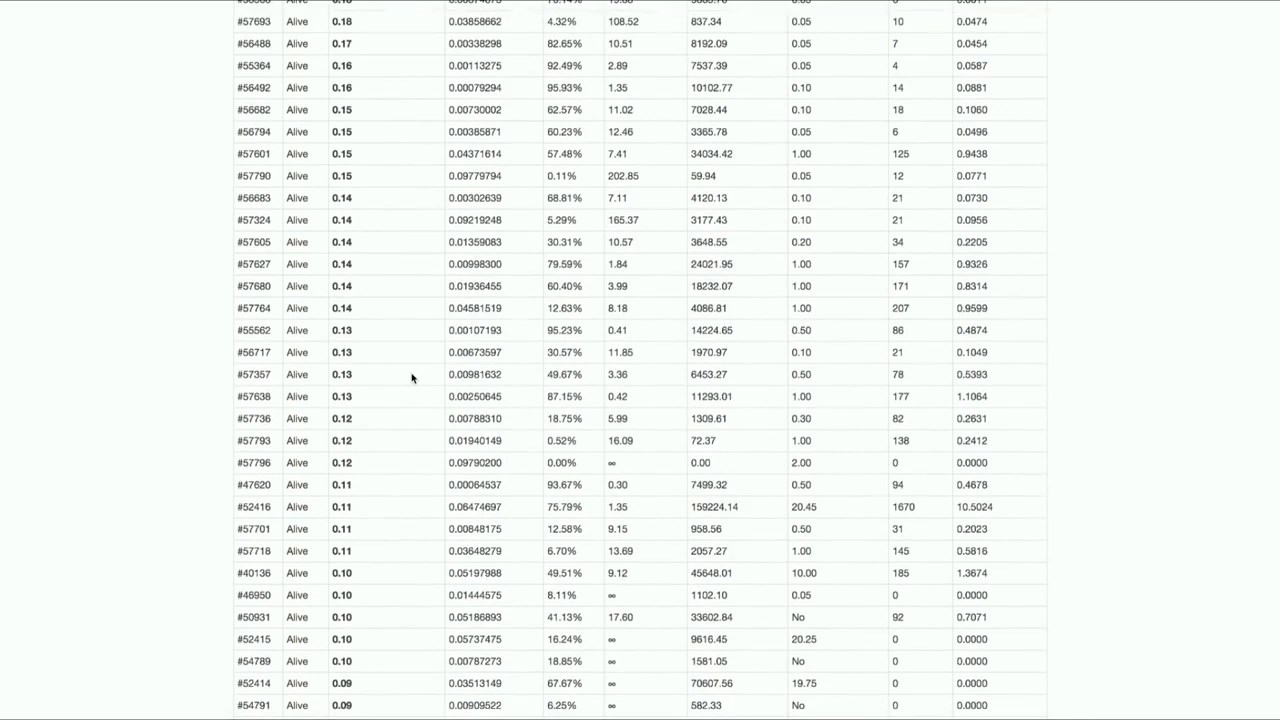 #57693 Alive 0.18 0.03858662 4.32% 108.52 837.34 0.05 10 0.0474
#56488 Alive 0.17 0.00338298 82.65% 10.51 8192.09 0.05 7 0.0454
#55364 Alive 0.16 0.00113275 92.49% 2.89 7537.39 0.05 4 0.0587
#56492 Alive 0.16 0.00079294 95.93% 1.35 10102.77 0.10 14 0.0881
#56682 Alive 0.15 0.00730002 62.57% 11.02 7028.44 0.10 18 0.1060
#56794 Alive 0.15 0.00385871 60.23% 12.46 3365.78 0.05 6 0.0496
#57601 Alive 0.15 0.04371614 57.48% 7.41 34034.42 1.00 125 0.9438
#57790 Alive 0.15 0.09779794 0.11% 202.85 59.94 0.05 12 0.0771
#56683 Alive 0.14 0.00302639 68.81% 7.11 4120.13 0.10 21 0.0730
#57324 Alive 0.14 0.09219248 5.29% 165.37 3177.43 0.10 21 0.0956
#57605 Alive 0.14 0.01359083 30.31% 10.57 3648.55 0.20 34 0.2205
#57627 Alive 0.14 0.00998300 79.59% 1.84 24021.95 1.00 157 0.9326
#57680 Alive 0.14 0.01936455 60.40% 3.99 18232.07 1.00 171 0.8314
#57764 Alive 0.14 0.04581519 12.63% 8.18 4086.81 1.00 207 0.9599
#55562 Alive 0.13 0.00107193 95.23% 0.41 14224.65 0.50 86 0.4874
#56717 Alive 0.13 0.00673597 30.57% 11.85 1970.97 0.10 21 0.1049
#57357 Alive 0.13 0.00981632 49.67% 3.36 6453.27 0.50 78 0.5393
#57638 Alive 0.13 0.00250645 87.15% 0.42 11293.01 1.00 177 1.1064
#57736 Alive 0.12 0.00788310 18.75% 5.99 1309.61 0.30 82 0.2631
#57793 Alive 0.12 0.01940149 0.52% 16.09 72.37 1.00 138 0.2412
#57796 Alive 0.12 0.09790200 0.00% ∞ 0.00 2.00 0 0.0000
#47620 Alive 0.11 0.00064537 93.67% 0.30 7499.32 0.50 94 0.4678
#52416 Alive 0.11 0.06474697 75.79% 1.35 159224.14 20.45 1670 10.5024
#57701 Alive 0.11 0.00848175 12.58% 9.15 958.56 0.50 31 0.2023
#57718 Alive 0.11 0.03648279 6.70% 13.69 2057.27 1.00 145 0.5816
#40136 Alive 0.10 0.05197988 49.51% 9.12 45648.01 10.00 185 1.3674
#46950 Alive 0.10 0.01444575 8.11% ∞ 1102.10 0.05 0 0.0000
#50931 Alive 0.10 0.05186893 41.13% 17.60 33602.84 No 92 0.7071
#52415 Alive 0.10 0.05737475 16.24% ∞ 9616.45 20.25 0 0.0000
#54789 Alive 0.10 0.00787273 18.85% ∞ 1581.05 No 0 0.0000
#52414 Alive 0.09 0.03513149 67.67% ∞ 70607.56 19.75 0 0.0000
#54791 Alive 0.09 0.00909522 6.25% ∞ 582.33 No 0 0.0000